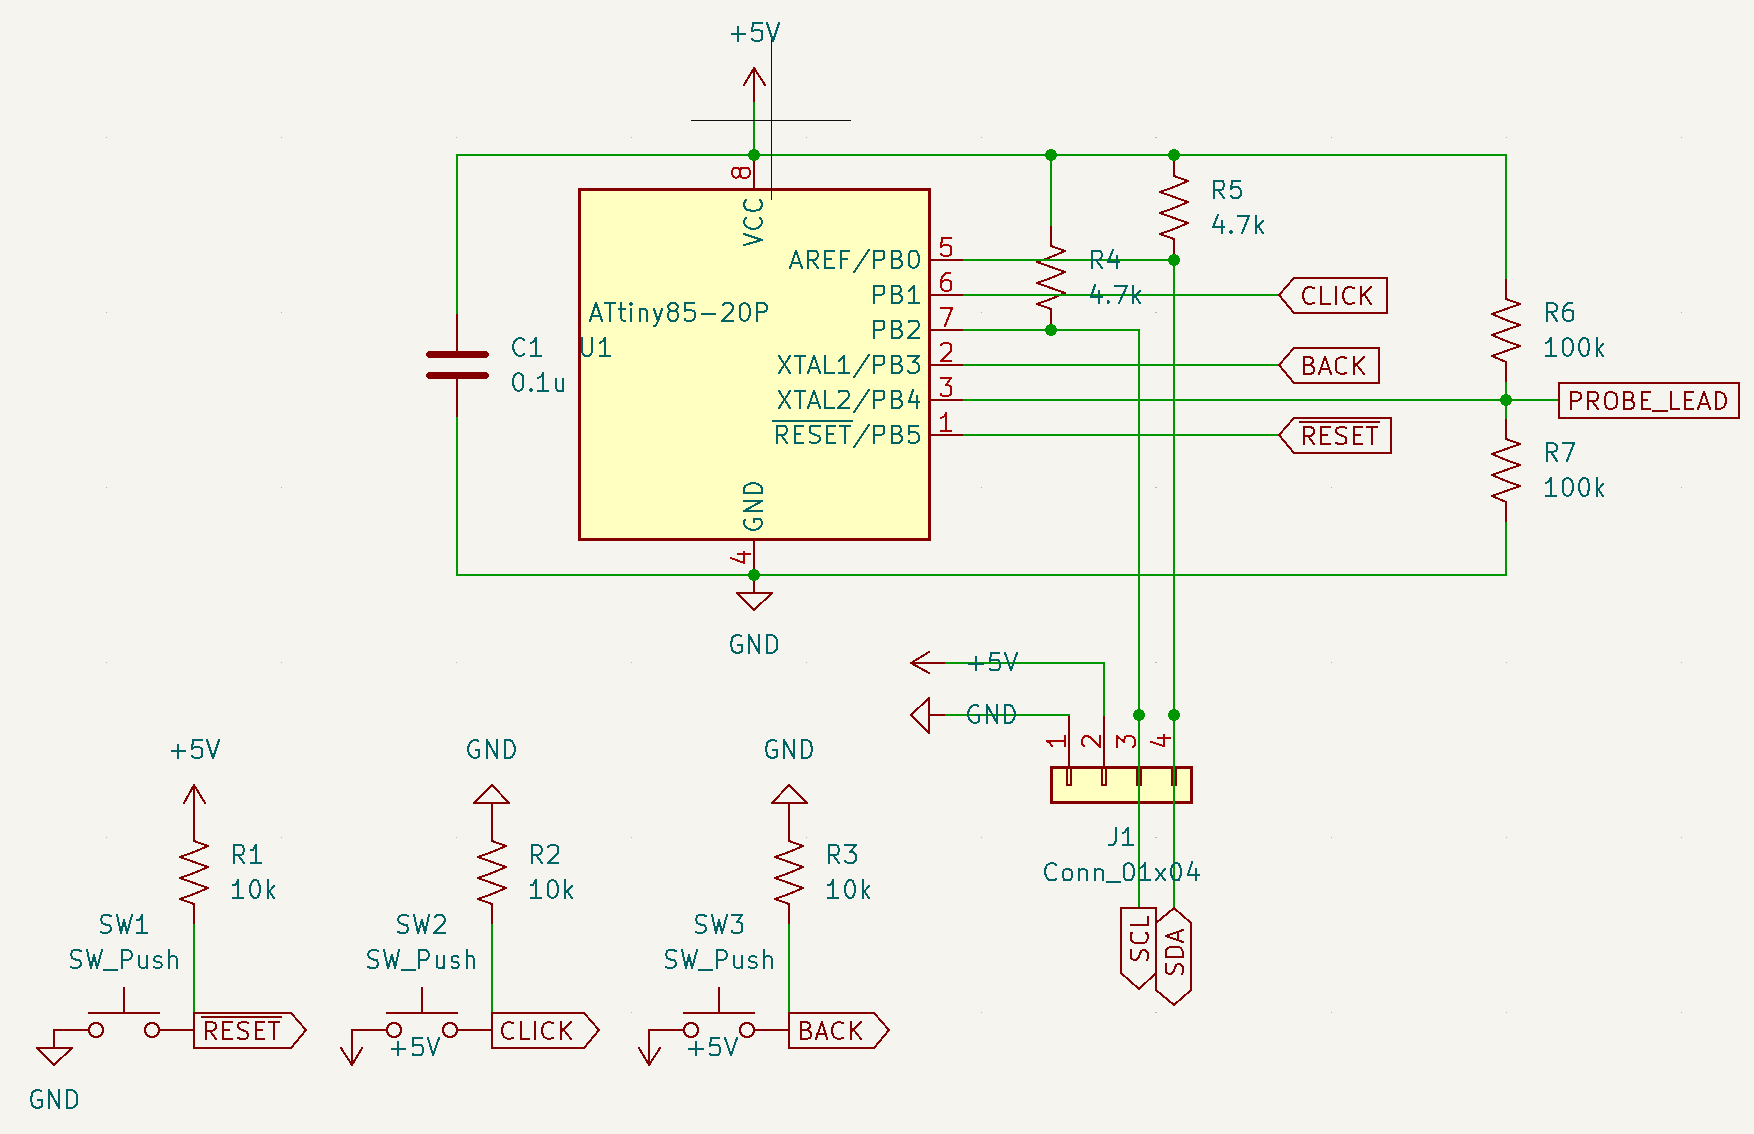 +5V
8
VCC
R5
4.7k
AREF/PB0
5
R4
4.7k
PB1
6
CLICK
ATtiny85-20P
U1
PB2
7
R6
100k
C1
0.1u
XTAL1/PB3
2
BACK
XTAL2/PB4
3
PROBE_LEAD
RESET/PB5
1
RESET
R7
100k
GND
4
GND
+5V
GND
1
2
3
4
J1
Conn_01x04
SCL
SDA
+5V
R1
10k
SW1
SW_Push
RESET
GND
GND
R2
10k
SW2
SW_Push
+5V
CLICK
GND
R3
10k
SW3
SW_Push
+5V
BACK